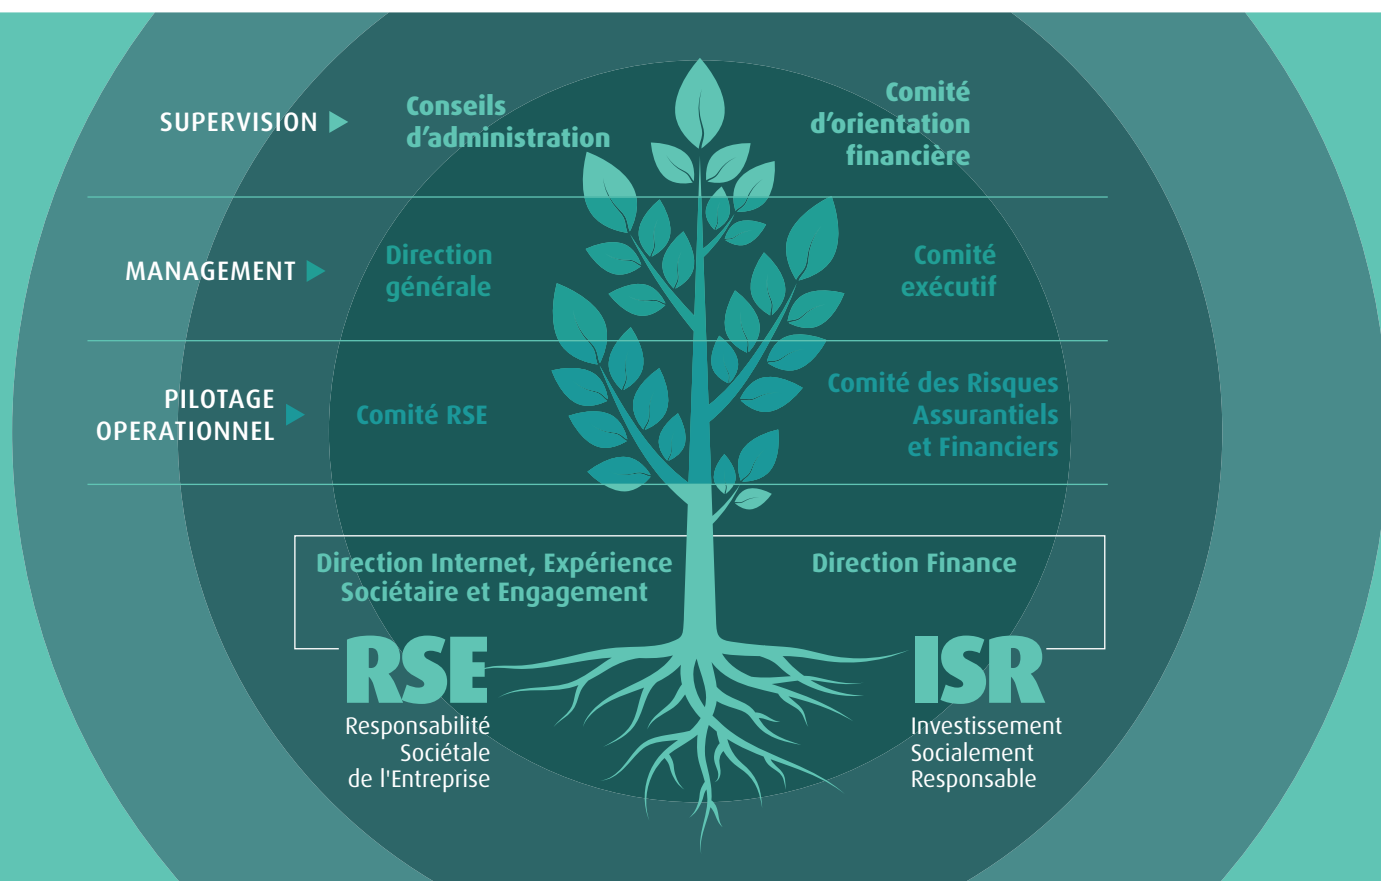 SUPERVISION
Conseils
d’administration
Comité
d’orientation
financière
MANAGEMENT
Direction
générale
Comité
exécutif
PILOTAGE
OPERATIONNEL
Comité RSE
Comité des Risques
Assurantiels
et Financiers
Direction Internet, Expérience
Sociétaire et Engagement
Direction Finance
RSE
Responsabilité
Sociétale
de l'Entreprise
ISR
Investissement
Socialement
Responsable